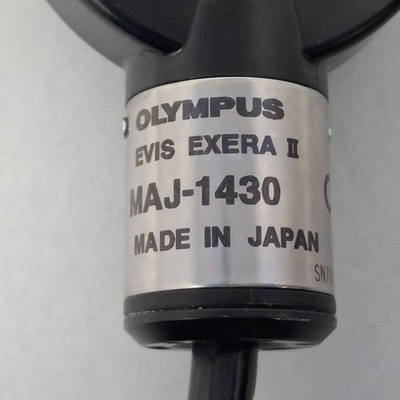 OLYMPUS
EVIS EXERA II
MAJ-1430
MADE IN JAPAN